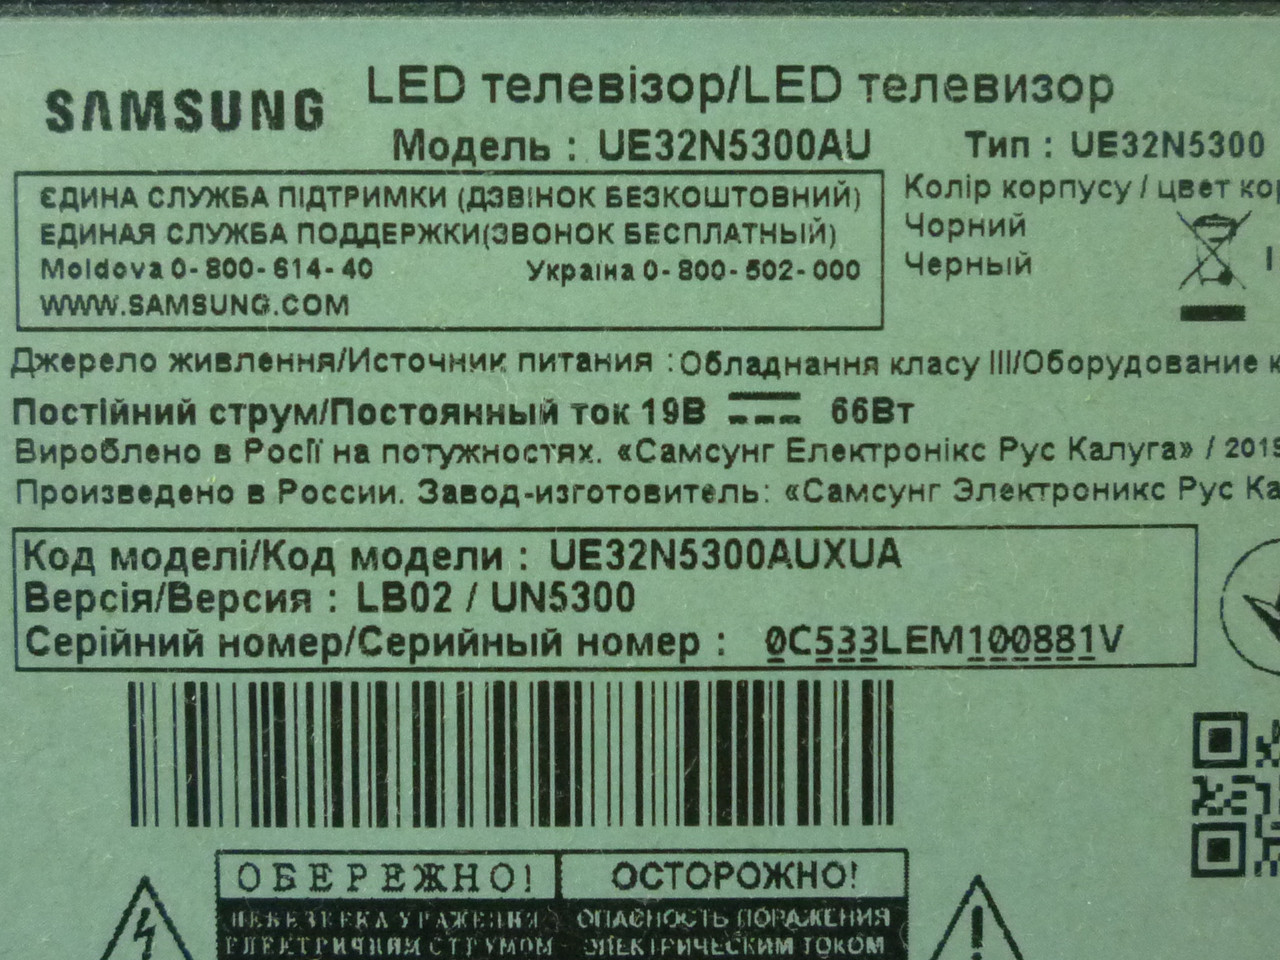 SAMSUNG
LED телевізор/LED телевизор
Модель : UE32N5300AU
Тип : UE32N5300
ЄДИНА СЛУЖБА ПІДТРИМКИ (ДЗВІНОК БЕЗКОШТОВНИЙ)
ЕДИНАЯ СЛУЖБА ПОДДЕРЖКИ(ЗВОНОК БЕСПЛАТНЫЙ)
Moldova 0-800-614-40 Україна 0-800-502-000
WWW.SAMSUNG.COM
Колір корпусу / цвет
Чорний
Черный
Джерело живлення/Источник питания :Обладнання класу III/Оборудование
Постійний струм/Постоянный ток 19В 66Вт
Вироблено в Росії на потужностях. «Самсунг Електронікс Рус Калуга» /
Произведено в России. Завод-изготовитель: «Самсунг Электроникс Рус
Код моделі/Код модели : UE32N5300AUXUA
Версія/Версия : LB02 / UN5300
Серійний номер/Серийный номер : 0C533LEM100881V
ОБЕРЕЖНО!
НЕБЕЗПЕКА УРАЖЕННЯ
ЕЛЕКТРИЧНИМ СТРУМОМ
ОСТОРОЖНО!
ОПАСНОСТЬ ПОРАЖЕНИЯ
ЭЛЕКТРИЧЕСКИМ ТОКОМ